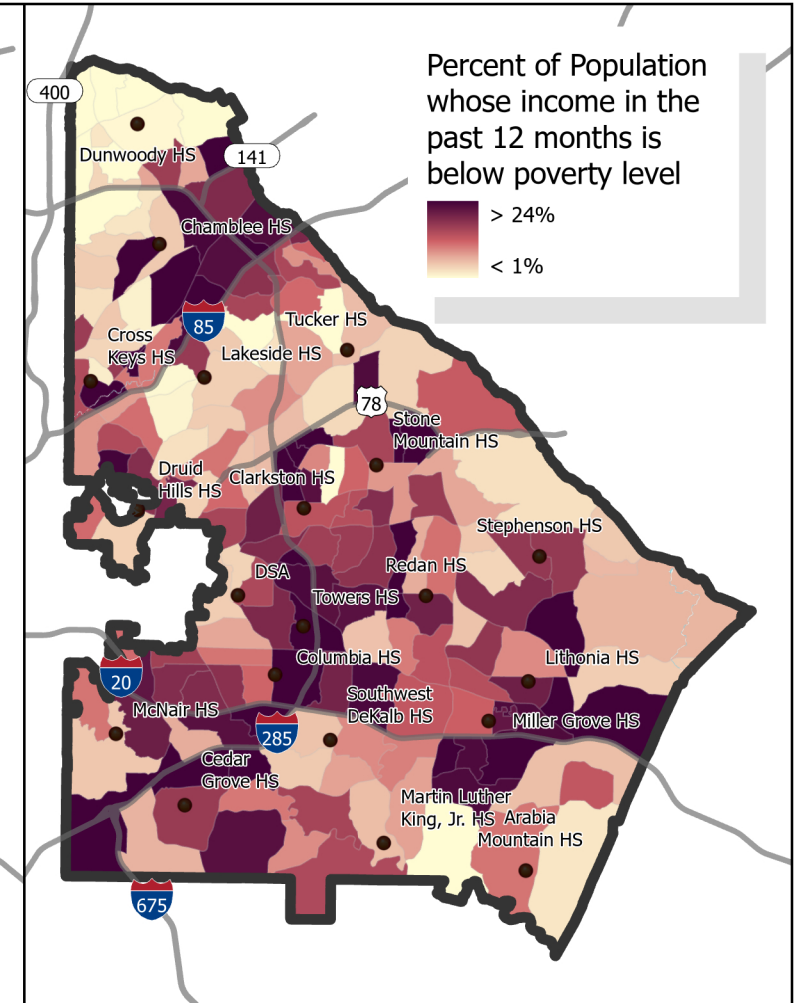 Percent of Population
whose income in the
past 12 months is
below poverty level
> 24%
< 1%
400
Dunwoody HS
141
Chamblee HS
85
Tucker HS
Cross
Keys HS
Lakeside HS
78
Stone
Mountain HS
Druid
Hills HS
Clarkston HS
Stephenson HS
DSA
Redan HS
Towers HS
Columbia HS
Lithonia HS
20
Southwest
DeKalb HS
McNair HS
Miller Grove HS
285
Cedar
Grove HS
Martin Luther
King, Jr. HS
Arabia
Mountain HS
675